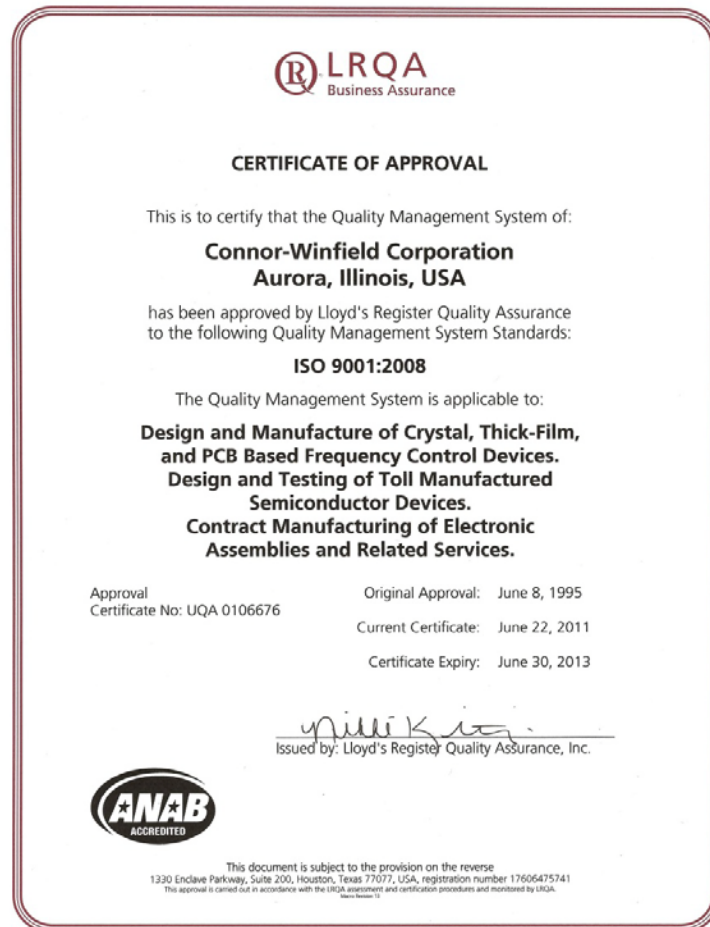 LRQA
Business Assurance
CERTIFICATE OF APPROVAL
This is to certify that the Quality Management System of:
Connor-Winfield Corporation
Aurora, Illinois, USA
has been approved by Lloyd's Register Quality Assurance
to the following Quality Management System Standards:
ISO 9001:2008
The Quality Management System is applicable to:
Design and Manufacture of Crystal, Thick-Film,
and PCB Based Frequency Control Devices.
Design and Testing of Toll Manufactured
Semiconductor Devices.
Contract Manufacturing of Electronic
Assemblies and Related Services.
Approval
Certificate No: UQA 0106676
Original Approval: June 8, 1995
Current Certificate: June 22, 2011
Certificate Expiry: June 30, 2013
Issued by: Lloyd's Register Quality Assurance, Inc.
ANAB
ACCREDITED
This document is subject to the provision on the reverse
1330 Enclave Parkway, Suite 200, Houston, Texas 77077, USA, registration number 17606475741
This approval is carried out in accordance with the LRQA assessment and certification procedures and monitored by LRQA.